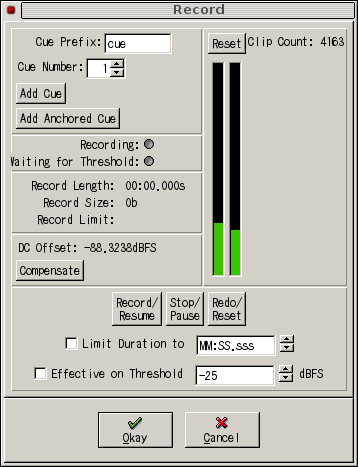 Record
Cue Prefix: cue
Cue Number: 1
Add Cue
Add Anchored Cue
Reset Clip Count: 4163
Recording:
Waiting for Threshold:
Record Length: 00:00.000s
Record Size: 0b
Record Limit:
DC Offset: -88.3238dBFS
Compensate
Record/
Resume
Stop/
Pause
Redo/
Reset
Limit Duration to MM:SS.sss
Effective on Threshold -25 dBFS
Okay
Cancel